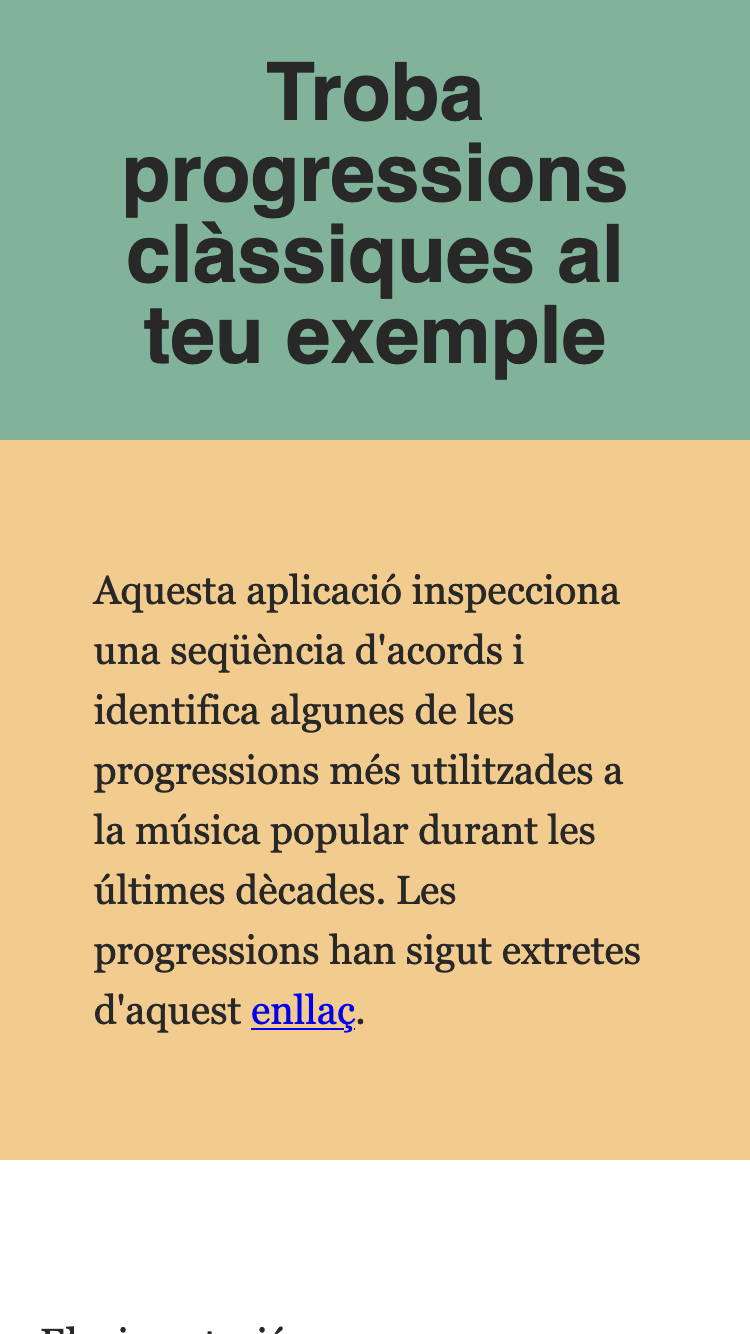 Troba
progressions
clàssiques al
teu exemple
Aquesta aplicació inspecciona
una seqüència d'acords i
identifica algunes de les
progressions més utilitzades a
la música popular durant les
últimes dècades. Les
progressions han sigut extretes
d'aquest enllaç.